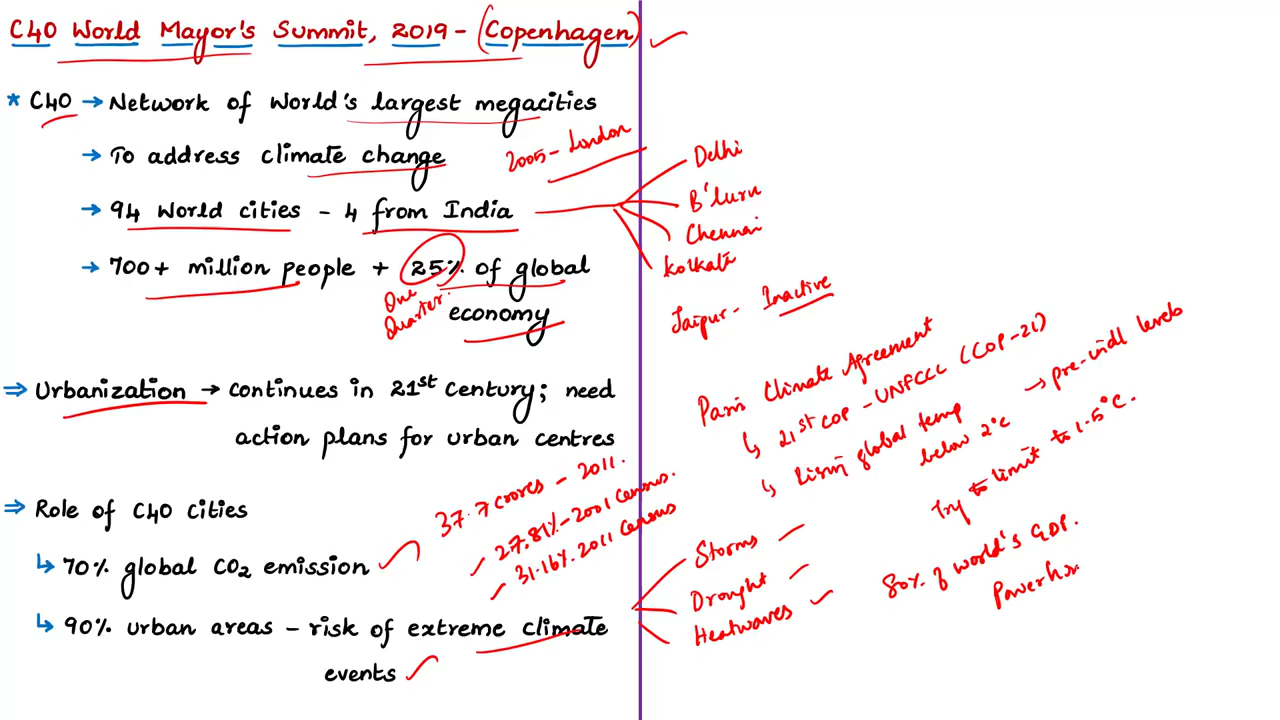 C40 World Mayor's Summit, 2019 - (Copenhagen)
* C40 → Network of World's largest megacities
→ To address climate change
2005 - London
→ 94 World cities - 4 from India
Delhi
B'luru
Chennai
Kolkata
→ 700+ million people + 25% of global
economy
One
Quarter.
Jaipur - Inactive
⇒ Urbanization → continues in 21st Century; need
action plans for urban centres
Paris Climate Agreement
↳ 21st COP - UNFCCC (COP-21)
↳ global temp → pre-indl levels
below 2°C
Try to limit to 1.5°C.
⇒ Role of C40 cities
37.7 crores - 2011.
27.81% - 2001 Census.
31.16% 2011 Census
↳ 70% global CO2 emission
↳ 90% urban areas - risk of extreme climate
events
Storms
Drought
Heatwaves
80% of world's GDP.